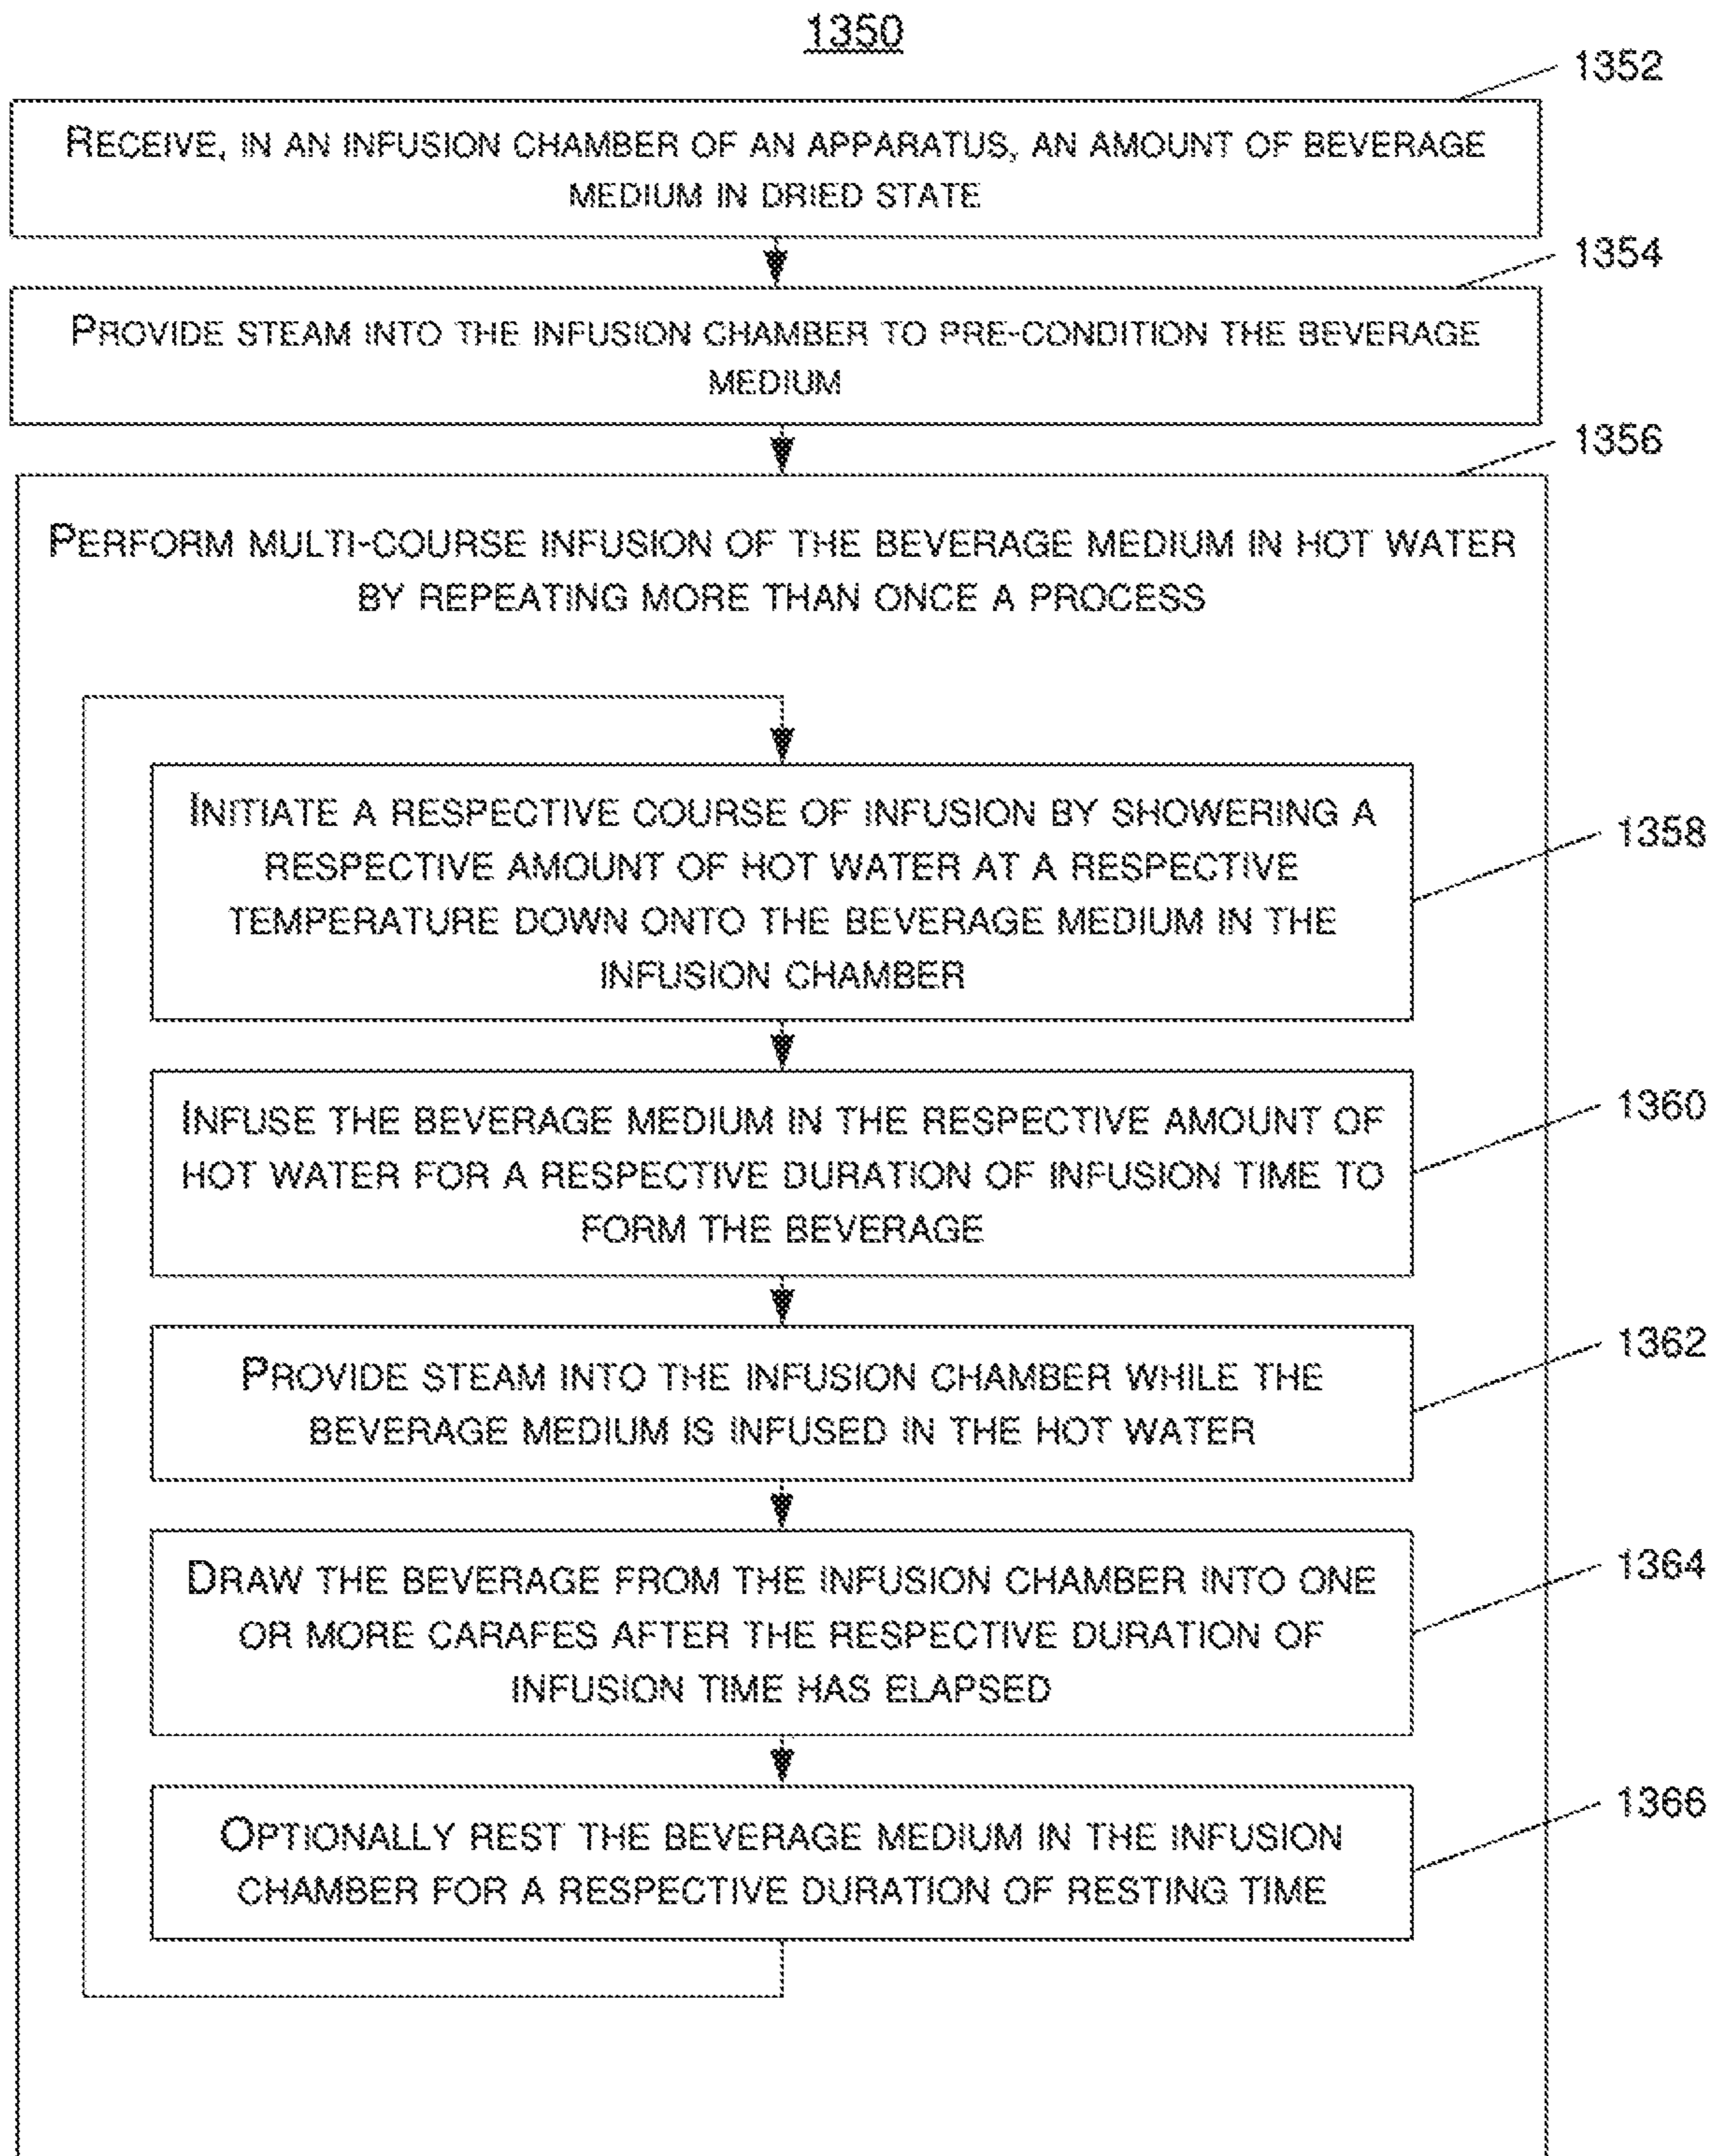 1350
1352
RECEIVE, IN AN INFUSION CHAMBER OF AN APPARATUS, AN AMOUNT OF BEVERAGE
MEDIUM IN DRIED STATE
1354
PROVIDE STEAM INTO THE INFUSION CHAMBER TO PRE-CONDITION THE BEVERAGE
MEDIUM
1356
PERFORM MULTI-COURSE INFUSION OF THE BEVERAGE MEDIUM IN HOT WATER
BY REPEATING MORE THAN ONCE A PROCESS
INITIATE A RESPECTIVE COURSE OF INFUSION BY SHOWERING A
RESPECTIVE AMOUNT OF HOT WATER AT A RESPECTIVE
TEMPERATURE DOWN ONTO THE BEVERAGE MEDIUM IN THE
INFUSION CHAMBER
1358
INFUSE THE BEVERAGE MEDIUM IN THE RESPECTIVE AMOUNT OF
HOT WATER FOR A RESPECTIVE DURATION OF INFUSION TIME TO
FORM THE BEVERAGE
1360
PROVIDE STEAM INTO THE INFUSION CHAMBER WHILE THE
BEVERAGE MEDIUM IS INFUSED IN THE HOT WATER
1362
DRAW THE BEVERAGE FROM THE INFUSION CHAMBER INTO ONE
OR MORE CARAFES AFTER THE RESPECTIVE DURATION OF
INFUSION TIME HAS ELAPSED
1364
OPTIONALLY REST THE BEVERAGE MEDIUM IN THE INFUSION
CHAMBER FOR A RESPECTIVE DURATION OF RESTING TIME
1366